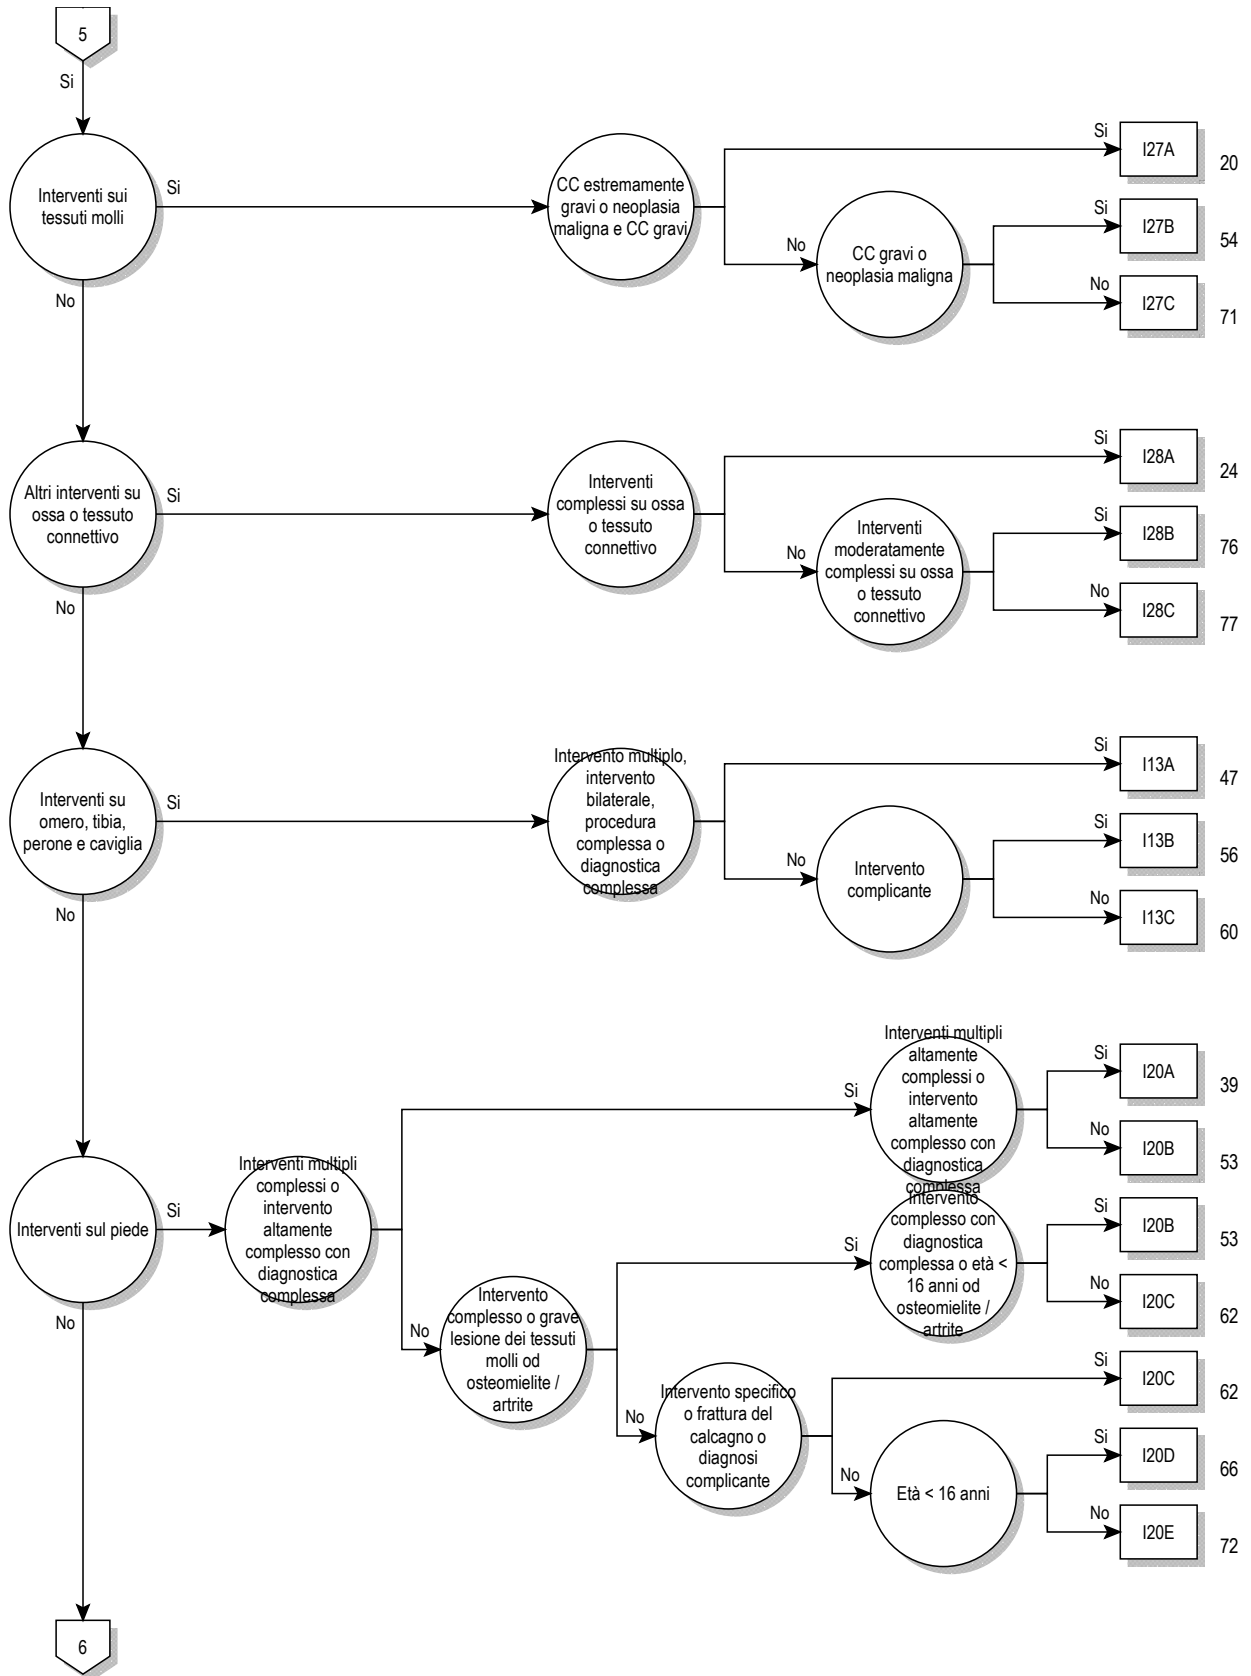 5
Si
Interventi sui
tessuti molli
Si
No
CC estremamente
gravi o neoplasia
maligna e CC gravi
Si
I27A
20
No
CC gravi o
neoplasia maligna
Si
I27B
54
No
I27C
71
Altri interventi su
ossa o tessuto
connettivo
Si
No
Interventi
complessi su ossa
o tessuto
connettivo
Si
I28A
24
No
Interventi
moderatamente
complessi su ossa
o tessuto
connettivo
Si
I28B
76
No
I28C
77
Interventi su
omero, tibia,
perone e caviglia
Si
No
Intervento multiplo,
intervento
bilaterale,
procedura
complessa o
diagnostica
complessa
Si
I13A
47
No
Intervento
complicante
Si
I13B
56
No
I13C
60
Interventi sul piede
Si
No
Interventi multipli
complessi o
intervento
altamente
complesso con
diagnostica
complessa
Si
Interventi multipli
altamente
complessi o
intervento
altamente
complesso con
diagnostica
complessa
Si
I20A
39
No
I20B
53
No
Intervento
complesso o grave
lesione dei tessuti
molli od
osteomielite /
artrite
Si
Intervento
complesso con
diagnostica
complessa o età <
16 anni od
osteomielite /
artrite
Si
I20B
53
No
I20C
62
No
Intervento specifico
o frattura del
calcagno o
diagnosi
complicante
Si
I20C
62
No
Età < 16 anni
Si
I20D
66
No
I20E
72
6